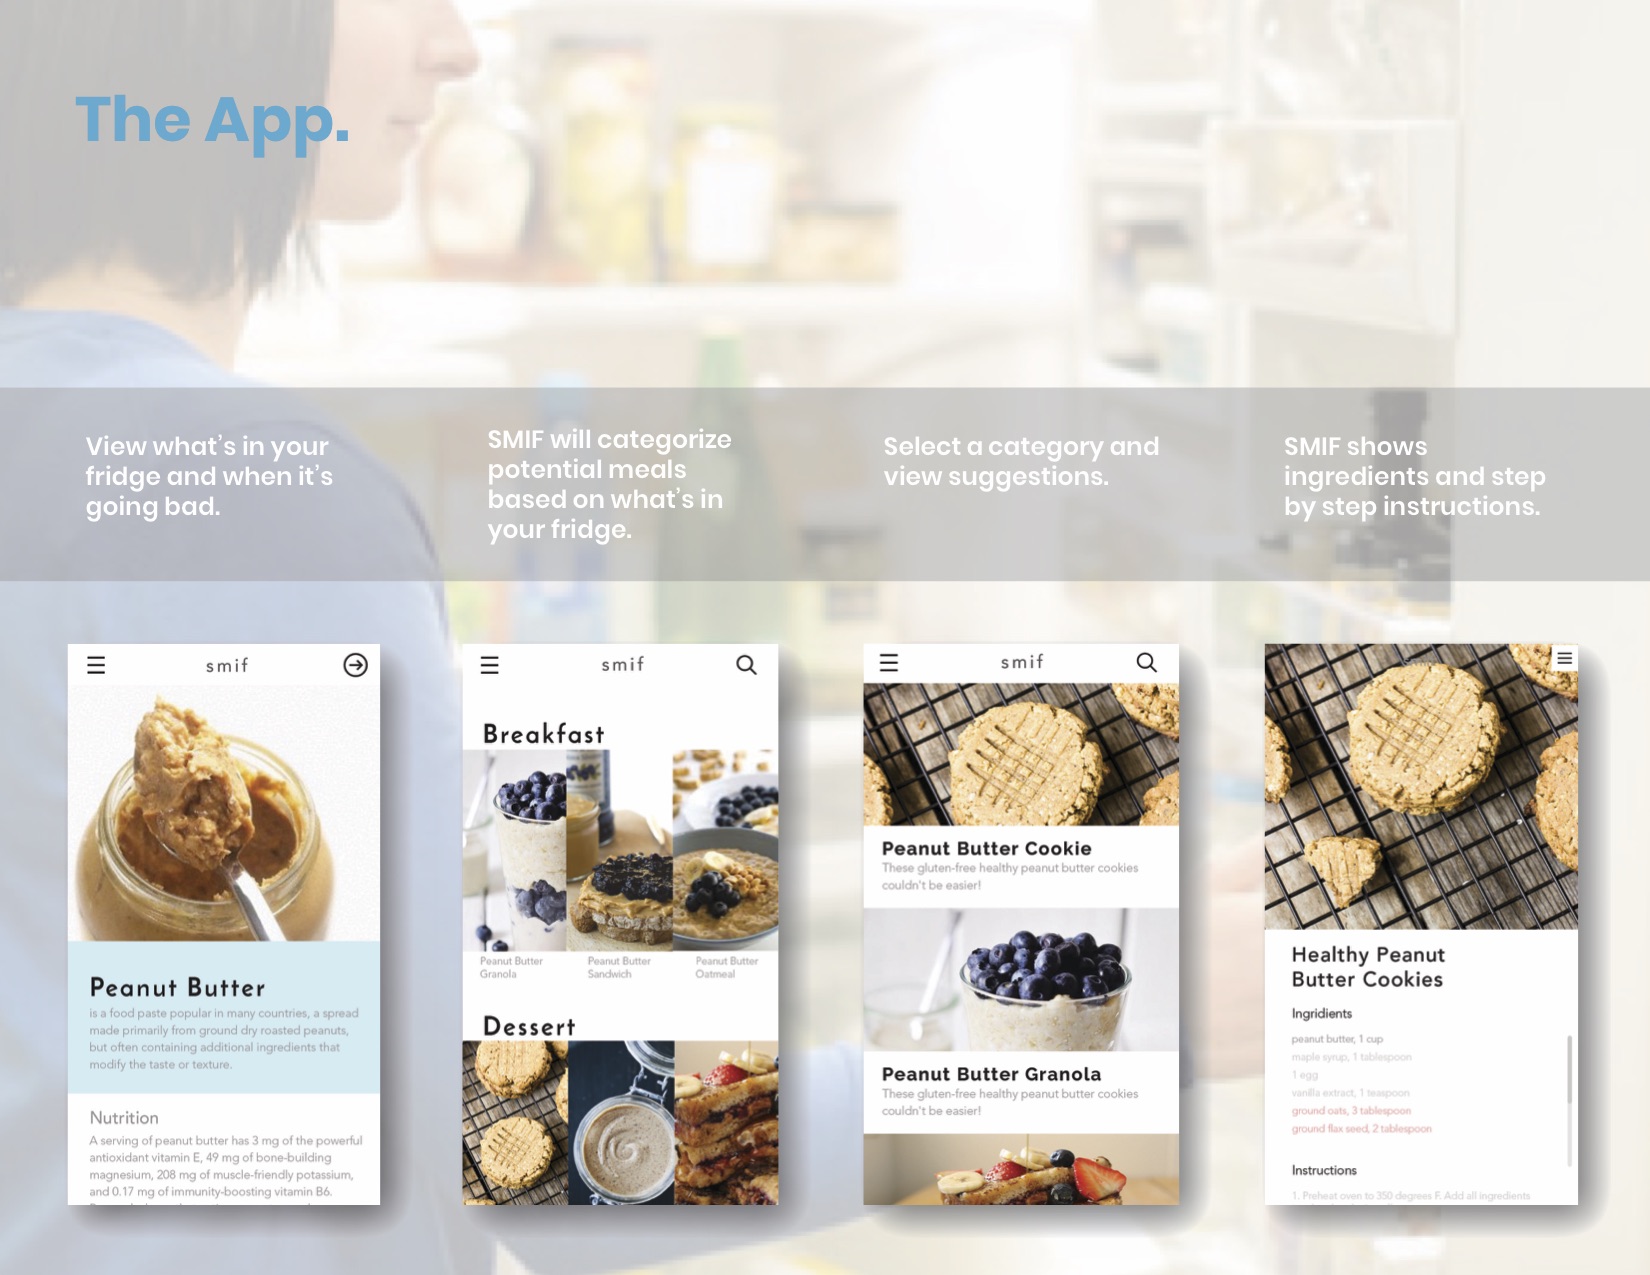 The App.
View what's in your
fridge and when it's
going bad.
SMIF will categorize
potential meals
based on what's in
your fridge.
Select a category and
view suggestions.
SMIF shows
ingredients and step
by step instructions.
smif
Peanut Butter
is a food paste popular in many countries, a spread
made primarily from ground dry roasted peanuts,
but often containing additional ingredients that
modify the taste or texture.
Nutrition
A serving of peanut butter has 3 mg of the powerful
antioxidant vitamin E, 49 mg of bone-building
magnesium, 208 mg of muscle-friendly potassium,
and 0.17 mg of immunity-boosting vitamin B6.
smif
Breakfast
Peanut Butter
Granola
Peanut Butter
Sandwich
Peanut Butter
Oatmeal
Dessert
smif
Peanut Butter Cookie
These gluten-free healthy peanut butter cookies
couldn't be easier!
Peanut Butter Granola
These gluten-free healthy peanut butter cookies
couldn't be easier!
Healthy Peanut
Butter Cookies
Ingridients
peanut butter, 1 cup
maple syrup, 1 tablespoon
1 egg
vanilla extract, 1 teaspoon
ground oats, 3 tablespoon
ground flax seed, 2 tablespoon
Instructions
1. Preheat oven to 350 degrees F. Add all ingredients